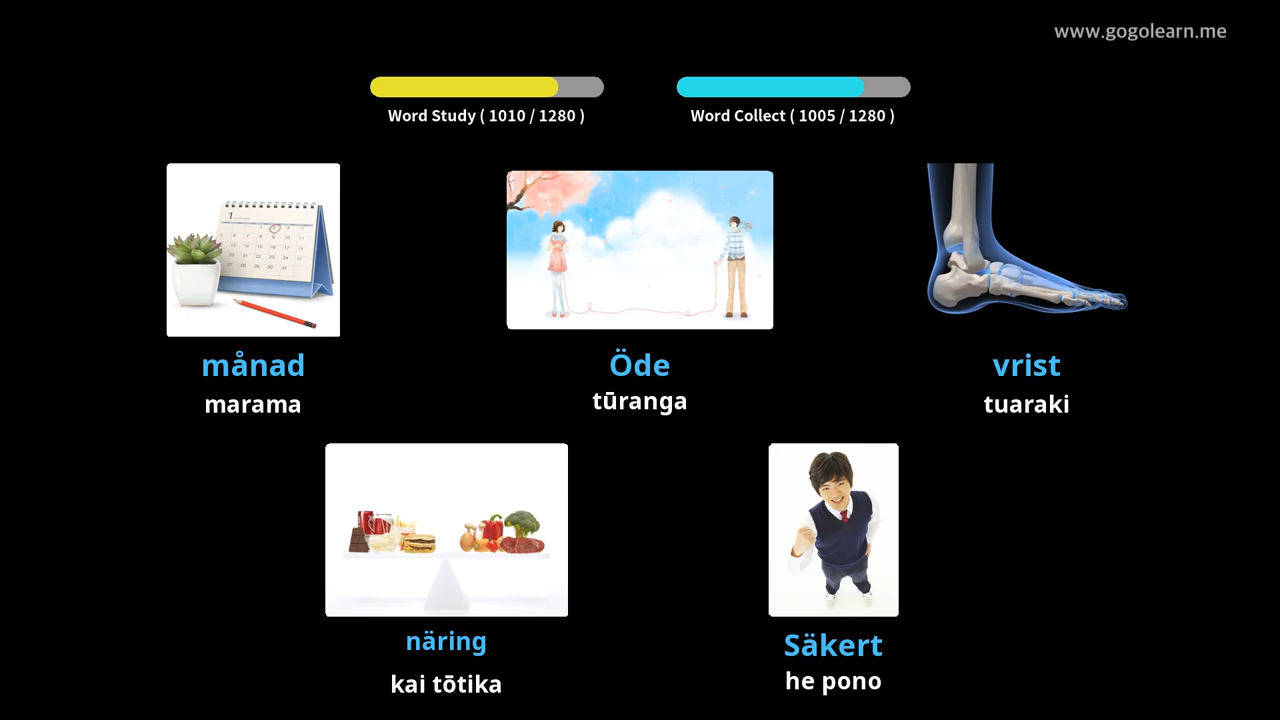 www.gogolearn.me
Word Study ( 1010 / 1280 )
Word Collect ( 1005 / 1280 )
månad
marama
Öde
tūranga
vrist
tuaraki
näring
kai tōtika
Säkert
he pono